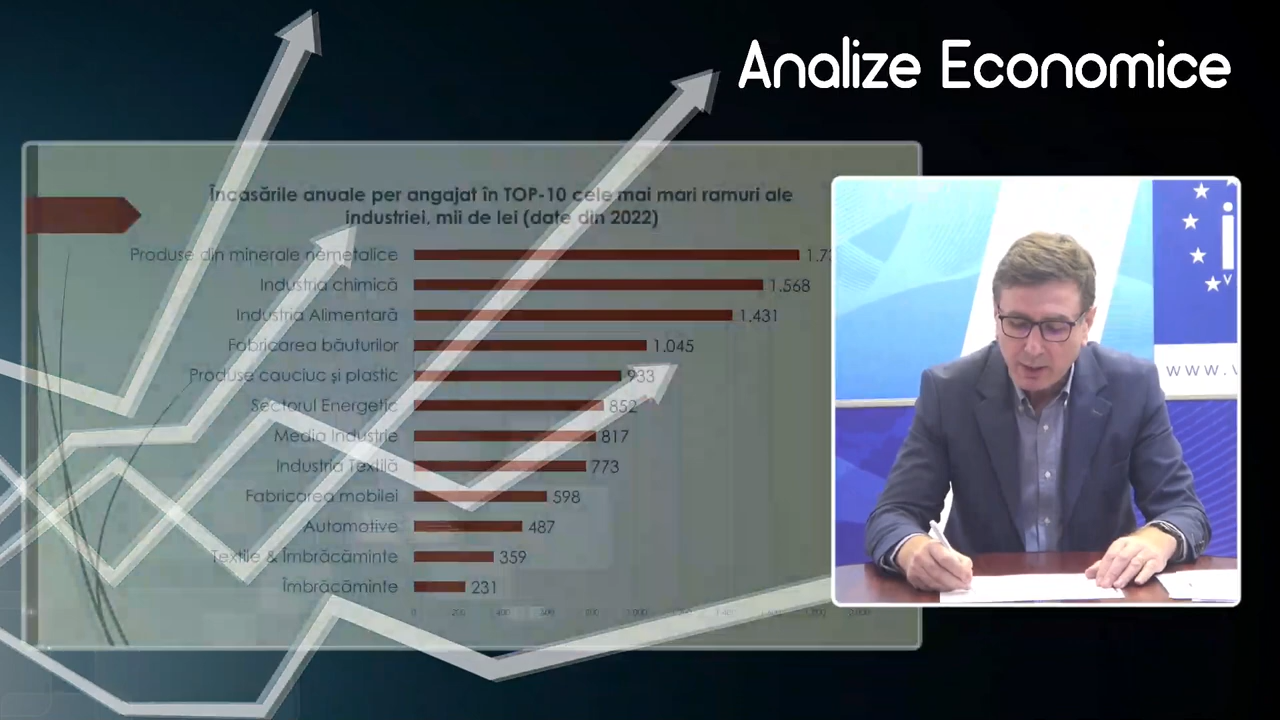 Analize Economice
Încasările anuale per angajat în TOP-10 cele mai mari ramuri ale
industriei, mii de lei (date din 2022)
Produse din minerale nemetalice
Industria chimică 1.568
Industria Alimentară 1.431
Fabricarea băuturilor 1.045
Produse cauciuc și plastic 933
Sectorul Energetic 852
Media Industrie 817
Industria Textilă 773
Fabricarea mobilei 598
Automotive 487
Textile & Îmbrăcăminte 359
Îmbrăcăminte 231
www.